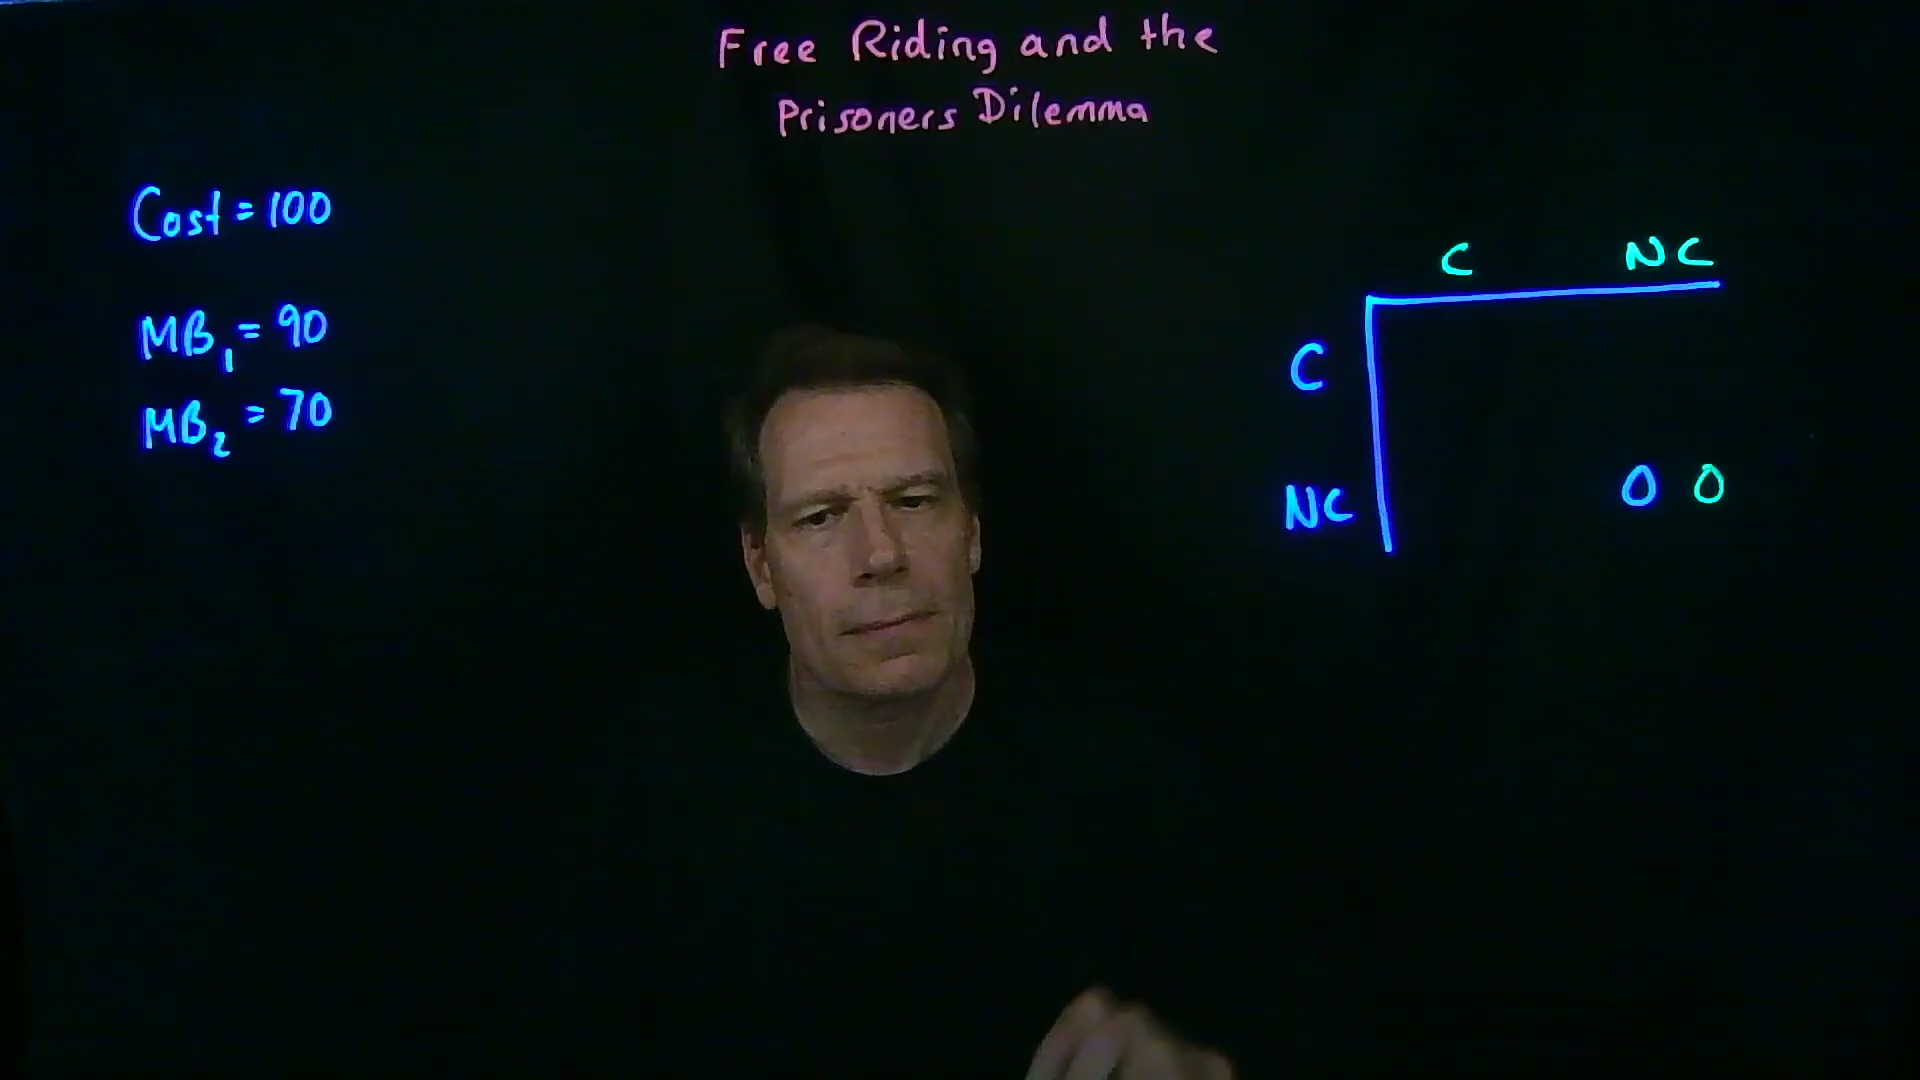 Free Riding and the
Prisoners Dilemma
Cost = 100
MB₁ = 90
MB₂ = 70
C NC
C
NC 0 0